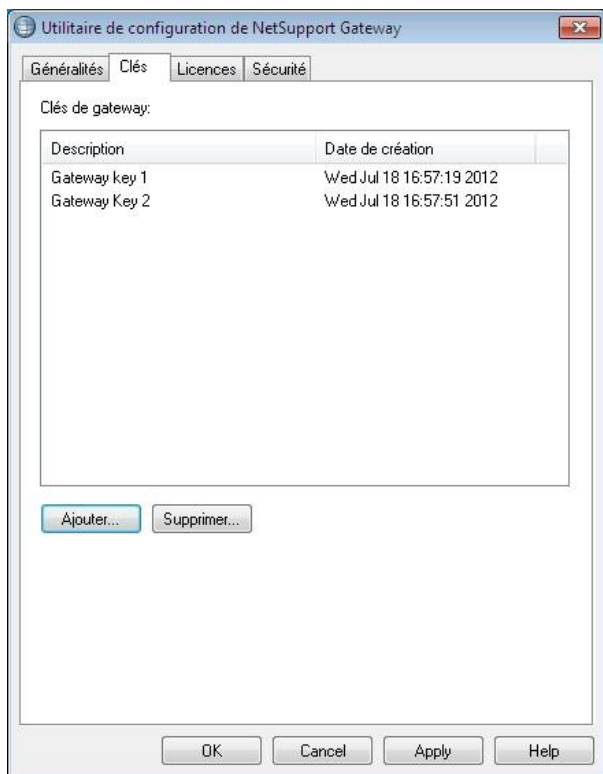 Utilitaire de configuration de NetSupport Gateway
Généralités Clés Licences Sécurité
Clés de gateway:
Description Date de création
Gateway key 1 Wed Jul 18 16:57:19 2012
Gateway Key 2 Wed Jul 18 16:57:51 2012
Ajouter... Supprimer...
OK Cancel Apply Help